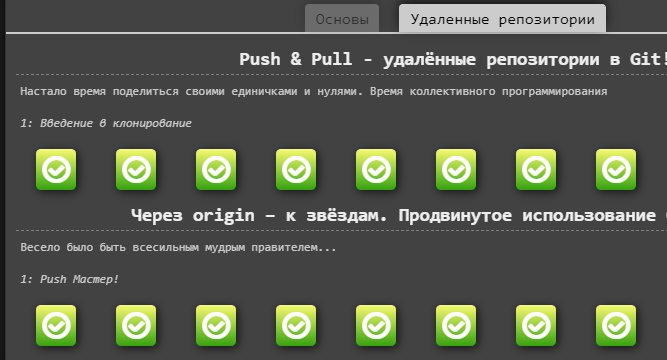 Основы
Удаленные репозитории
Push & Pull - удалённые репозитории в Git!
Настало время поделиться своими единичками и нулями. Время коллективного программирования
1: Введение в клонирование
Через origin – к звёздам. Продвинутое использование
Весело было быть всесильным мудрым правителем...
1: Push Мастер!